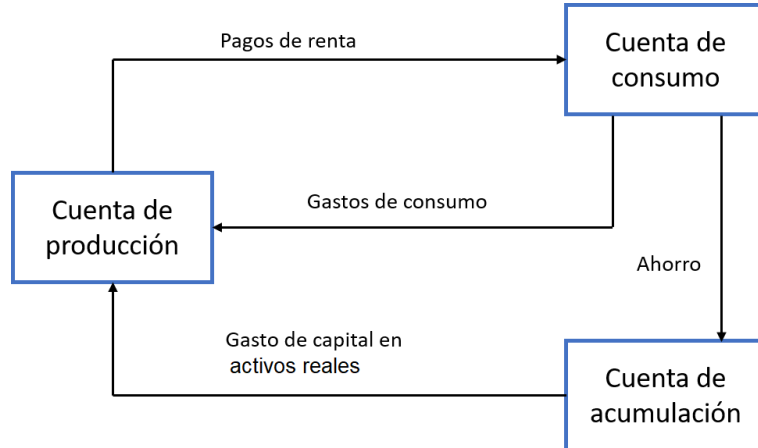 Pagos de renta
Cuenta de
consumo
Cuenta de
producción
Gastos de consumo
Ahorro
Gasto de capital en
activos reales
Cuenta de
acumulación